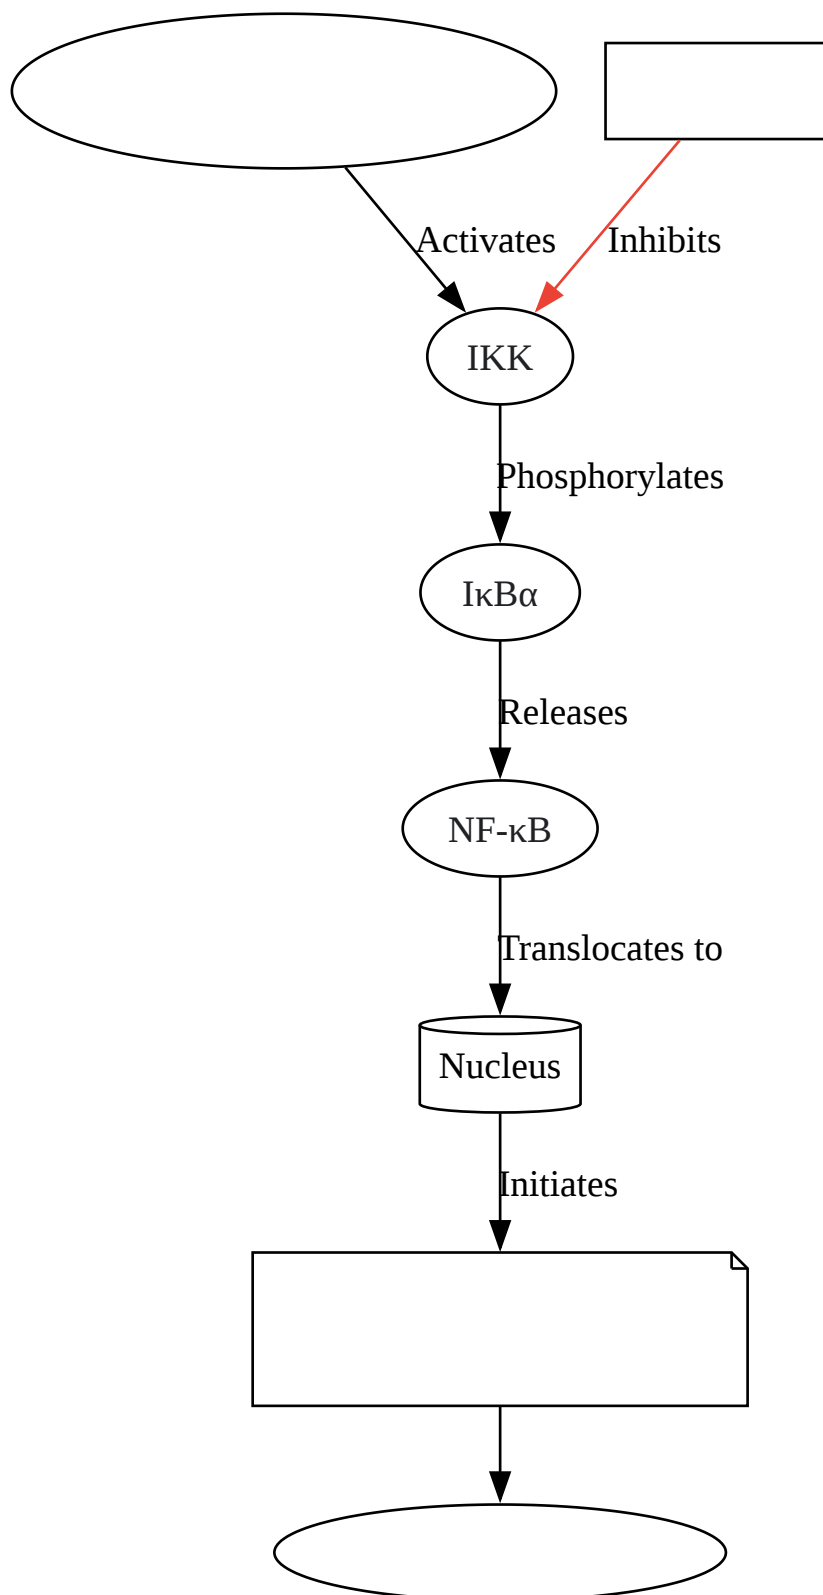 Activates
Inhibits
IKK
Phosphorylates
IκBα
Releases
NF-κB
Translocates to
Nucleus
Initiates